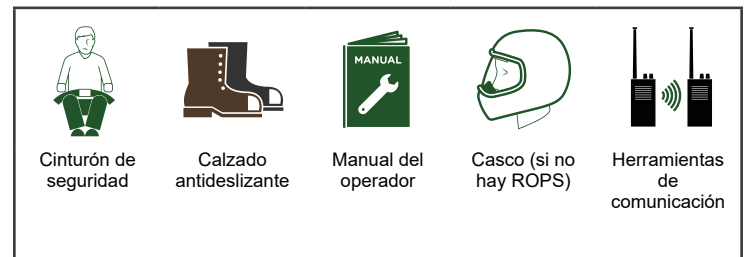 MANUAL
Cinturón de
seguridad
Calzado
antideslizante
Manual del
operador
Casco (si no
hay ROPS)
Herramientas
de
comunicación